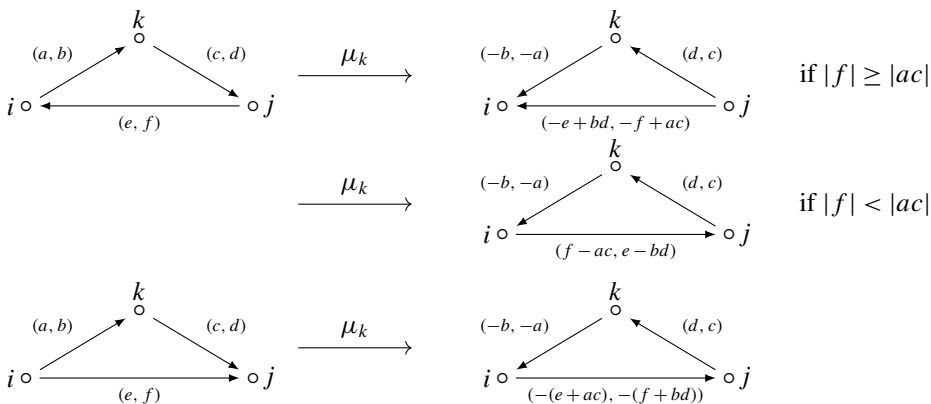 k k
(a, b) (c, d) μ_k (−b, −a) (d, c) if |f| ≥ |ac|
i j i j
(e, f) (−e+bd, −f+ac)
k
μ_k (−b, −a) (d, c) if |f| < |ac|
i j
(f −ac, e−bd)
k k
(a, b) (c, d) μ_k (−b, −a) (d, c)
i j i j
(e, f) (−(e+ac), −(f+bd))